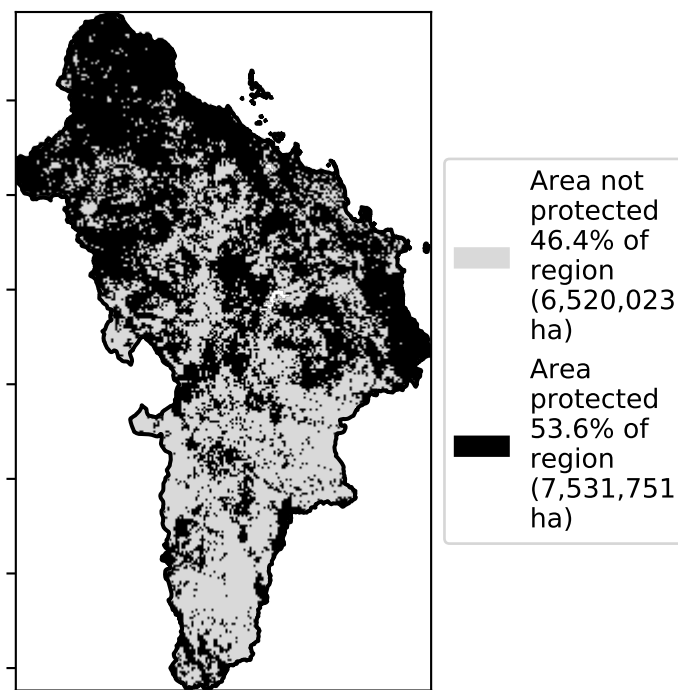 Area not
protected
46.4% of
region
(6,520,023
ha)
Area
protected
53.6% of
region
(7,531,751
ha)